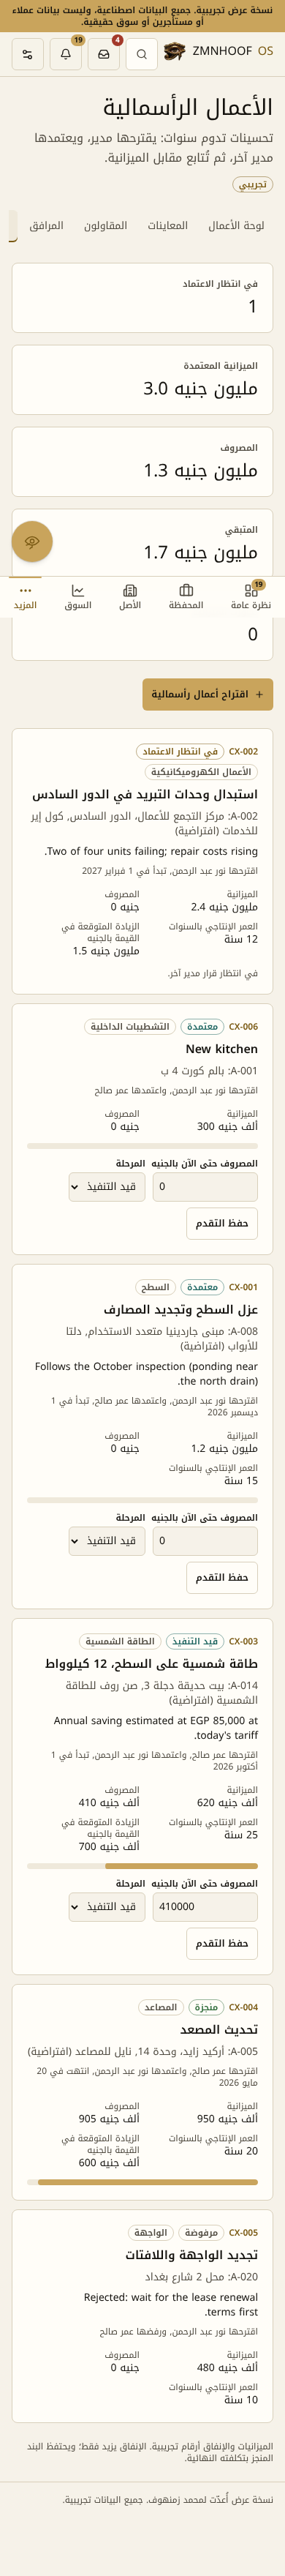 نسخة عرض تجريبية. جميع البيانات اصطناعية، وليست بيانات عملاء
أو مستأجرين أو سوق حقيقية.
ZMNHOOF OS
4
19
الأعمال الرأسمالية
تحسينات تدوم سنوات: يقترحها مدير، ويعتمدها
مدير آخر، ثم تُتابع مقابل الميزانية.
تجريبي
لوحة الأعمال
المعاينات
المقاولون
المرافق
في انتظار الاعتماد
1
الميزانية المعتمدة
3.0 مليون جنيه
المصروف
1.3 مليون جنيه
المتبقي
1.7 مليون جنيه
19
نظرة عامة
المحفظة
الأصل
السوق
المزيد
0
+ اقتراح أعمال رأسمالية
CX-002 في انتظار الاعتماد
الأعمال الكهروميكانيكية
استبدال وحدات التبريد في الدور السادس
A-002: مركز التجمع للأعمال، الدور السادس, كول إير
للخدمات (افتراضية)
Two of four units failing; repair costs rising.
اقترحها نور عبد الرحمن, تبدأ في 1 فبراير 2027
الميزانية
2.4 مليون جنيه
المصروف
0 جنيه
العمر الإنتاجي بالسنوات
12 سنة
الزيادة المتوقعة في
القيمة بالجنيه
1.5 مليون جنيه
في انتظار قرار مدير آخر.
CX-006 معتمدة التشطيبات الداخلية
New kitchen
A-001: بالم كورت 4 ب
اقترحها نور عبد الرحمن, واعتمدها عمر صالح
الميزانية
300 ألف جنيه
المصروف
0 جنيه
المصروف حتى الآن بالجنيه
المرحلة
0
قيد التنفيذ
حفظ التقدم
CX-001 معتمدة السطح
عزل السطح وتجديد المصارف
A-008: مبنى جاردينيا متعدد الاستخدام, دلتا
للأبواب (افتراضية)
Follows the October inspection (ponding near
the north drain).
اقترحها نور عبد الرحمن, واعتمدها عمر صالح, تبدأ في 1
ديسمبر 2026
الميزانية
1.2 مليون جنيه
المصروف
0 جنيه
العمر الإنتاجي بالسنوات
15 سنة
المصروف حتى الآن بالجنيه
المرحلة
0
قيد التنفيذ
حفظ التقدم
CX-003 قيد التنفيذ الطاقة الشمسية
طاقة شمسية على السطح، 12 كيلوواط
A-014: بيت حديقة دجلة 3, صن روف للطاقة
الشمسية (افتراضية)
Annual saving estimated at EGP 85,000 at
today's tariff.
اقترحها عمر صالح, واعتمدها نور عبد الرحمن, تبدأ في 1
أكتوبر 2026
الميزانية
620 ألف جنيه
المصروف
410 ألف جنيه
العمر الإنتاجي بالسنوات
25 سنة
الزيادة المتوقعة في
القيمة بالجنيه
700 ألف جنيه
المصروف حتى الآن بالجنيه
المرحلة
410000
قيد التنفيذ
حفظ التقدم
CX-004 منجزة المصاعد
تحديث المصعد
A-005: أركيد زايد، وحدة 14, نايل للمصاعد (افتراضية)
اقترحها عمر صالح, واعتمدها نور عبد الرحمن, انتهت في 20
مايو 2026
الميزانية
950 ألف جنيه
المصروف
905 ألف جنيه
العمر الإنتاجي بالسنوات
20 سنة
الزيادة المتوقعة في
القيمة بالجنيه
600 ألف جنيه
CX-005 مرفوضة الواجهة
تجديد الواجهة واللافتات
A-020: محل 2 شارع بغداد
Rejected: wait for the lease renewal
terms first.
اقترحها نور عبد الرحمن, ورفضها عمر صالح
الميزانية
480 ألف جنيه
المصروف
0 جنيه
العمر الإنتاجي بالسنوات
10 سنة
الميزانيات والإنفاق أرقام تجريبية. الإنفاق يزيد فقط؛ ويحتفظ البند
المنجز بتكلفته النهائية.
نسخة عرض أُعدّت لمحمد زمنهوف. جميع البيانات تجريبية.